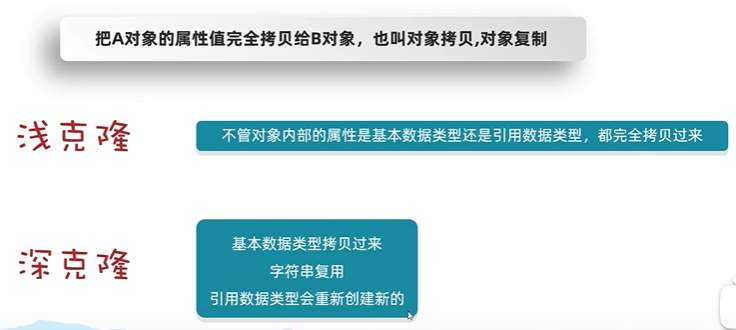 把A对象的属性值完全拷贝给B对象，也叫对象拷贝,对象复制
浅克隆
不管对象内部的属性是基本数据类型还是引用数据类型，都完全拷贝过来
深克隆
基本数据类型拷贝过来
字符串复用
引用数据类型会重新创建新的